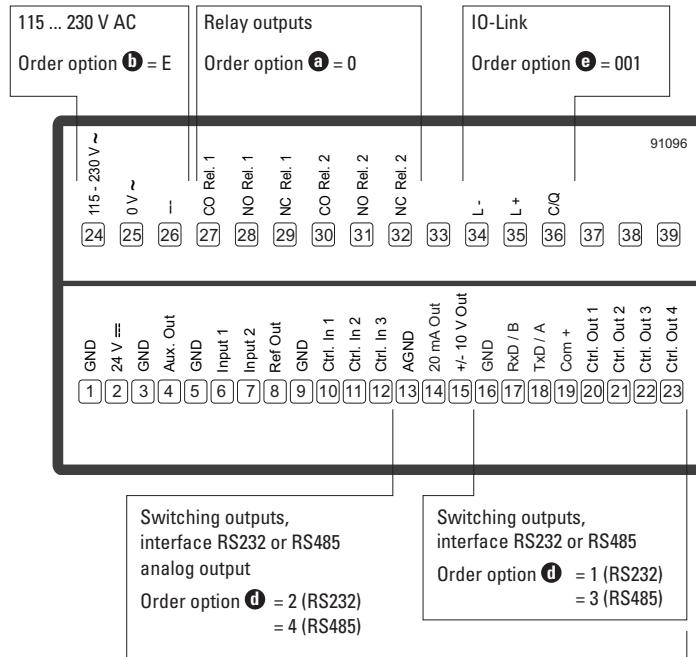 115 ... 230 V AC
Order option b = E
Relay outputs
Order option a = 0
IO-Link
Order option e = 001
91096
115 - 230 V ~
0 V ~
---
CO Rel. 1
NO Rel. 1
NC Rel. 1
CO Rel. 2
NO Rel. 2
NC Rel. 2
L -
L +
C/Q
24 25 26 27 28 29 30 31 32 33 34 35 36 37 38 39
GND
24 V ⎓
GND
Aux. Out
GND
Input 1
Input 2
Ref Out
GND
Ctrl. In 1
Ctrl. In 2
Ctrl. In 3
AGND
20 mA Out
+/- 10 V Out
GND
RxD / B
TxD / A
Com +
Ctrl. Out 1
Ctrl. Out 2
Ctrl. Out 3
Ctrl. Out 4
1 2 3 4 5 6 7 8 9 10 11 12 13 14 15 16 17 18 19 20 21 22 23
Switching outputs,
interface RS232 or RS485
analog output
Order option d = 2 (RS232)
= 4 (RS485)
Switching outputs,
interface RS232 or RS485
Order option d = 1 (RS232)
= 3 (RS485)